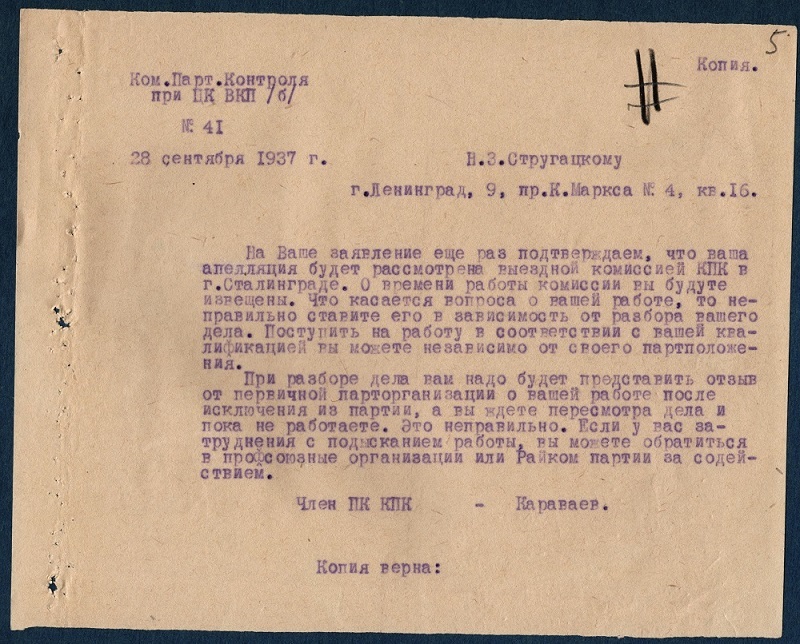 5
Копия.
Ком.Парт.Контроля
при ЦК ВКП /б/
№ 41
28 сентября 1937 г.
Н.З.Стругацкому
г.Ленинград, 9, пр.К.Маркса № 4, кв.16.
На Ваше заявление еще раз подтверждаем, что ваша
апелляция будет рассмотрена выездной комиссией КПК в
г.Сталинграде. О времени работы комиссии вы будуте
извещены. Что касается вопроса о вашей работе, то не-
правильно ставите его в зависимость от разбора вашего
дела. Поступить на работу в соответствии с вашей ква-
лификацией вы можете независимо от своего партположе-
ния.
При разборе дела вам надо будет представить отзыв
от первичной парторганизации о вашей работе после
исключения из партии, а вы ждете пересмотра дела и
пока не работаете. Это неправильно. Если у вас за-
труднения с подысканием работы, вы можете обратиться
в профсоюзные организации или Райком партии за содей-
ствием.
Член ПК КПК - Караваев.
Копия верна: